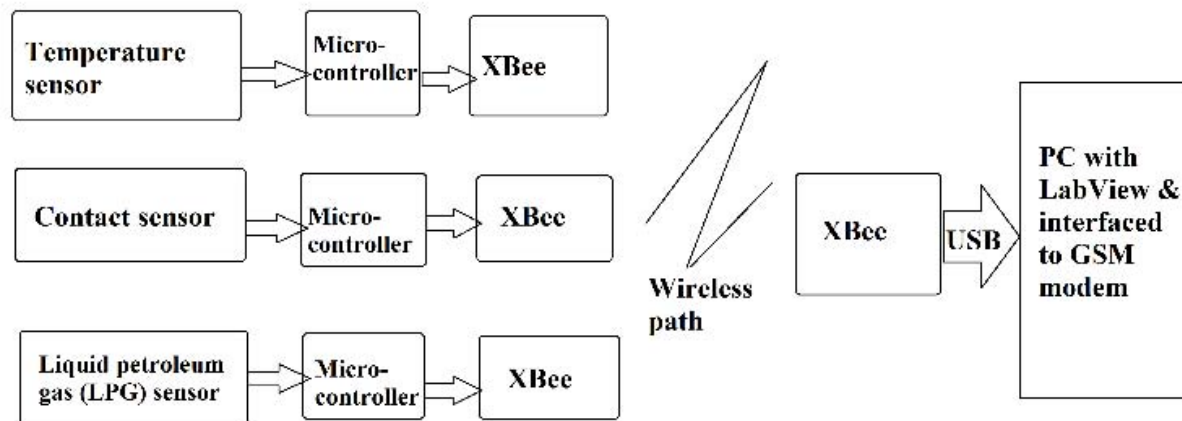 Temperature
sensor
Micro-
controller
XBee
Contact sensor
Micro-
controller
XBee
Liquid petroleum
gas (LPG) sensor
Micro-
controller
XBee
Wireless
path
XBee
USB
PC with
LabView &
interfaced
to GSM
modem